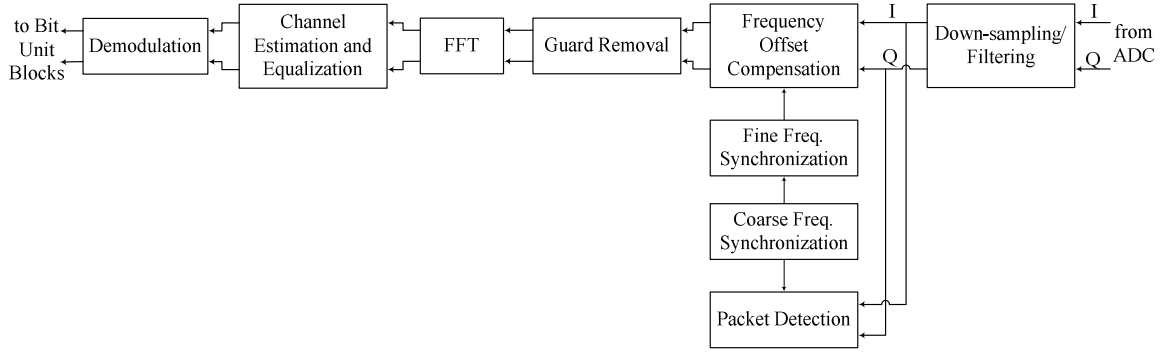 to Bit
Unit
Blocks
Demodulation
Channel
Estimation and
Equalization
FFT
Guard Removal
Frequency
Offset
Compensation
I
Q
Down-sampling/
Filtering
I
Q
from
ADC
Fine Freq.
Synchronization
Coarse Freq.
Synchronization
Packet Detection